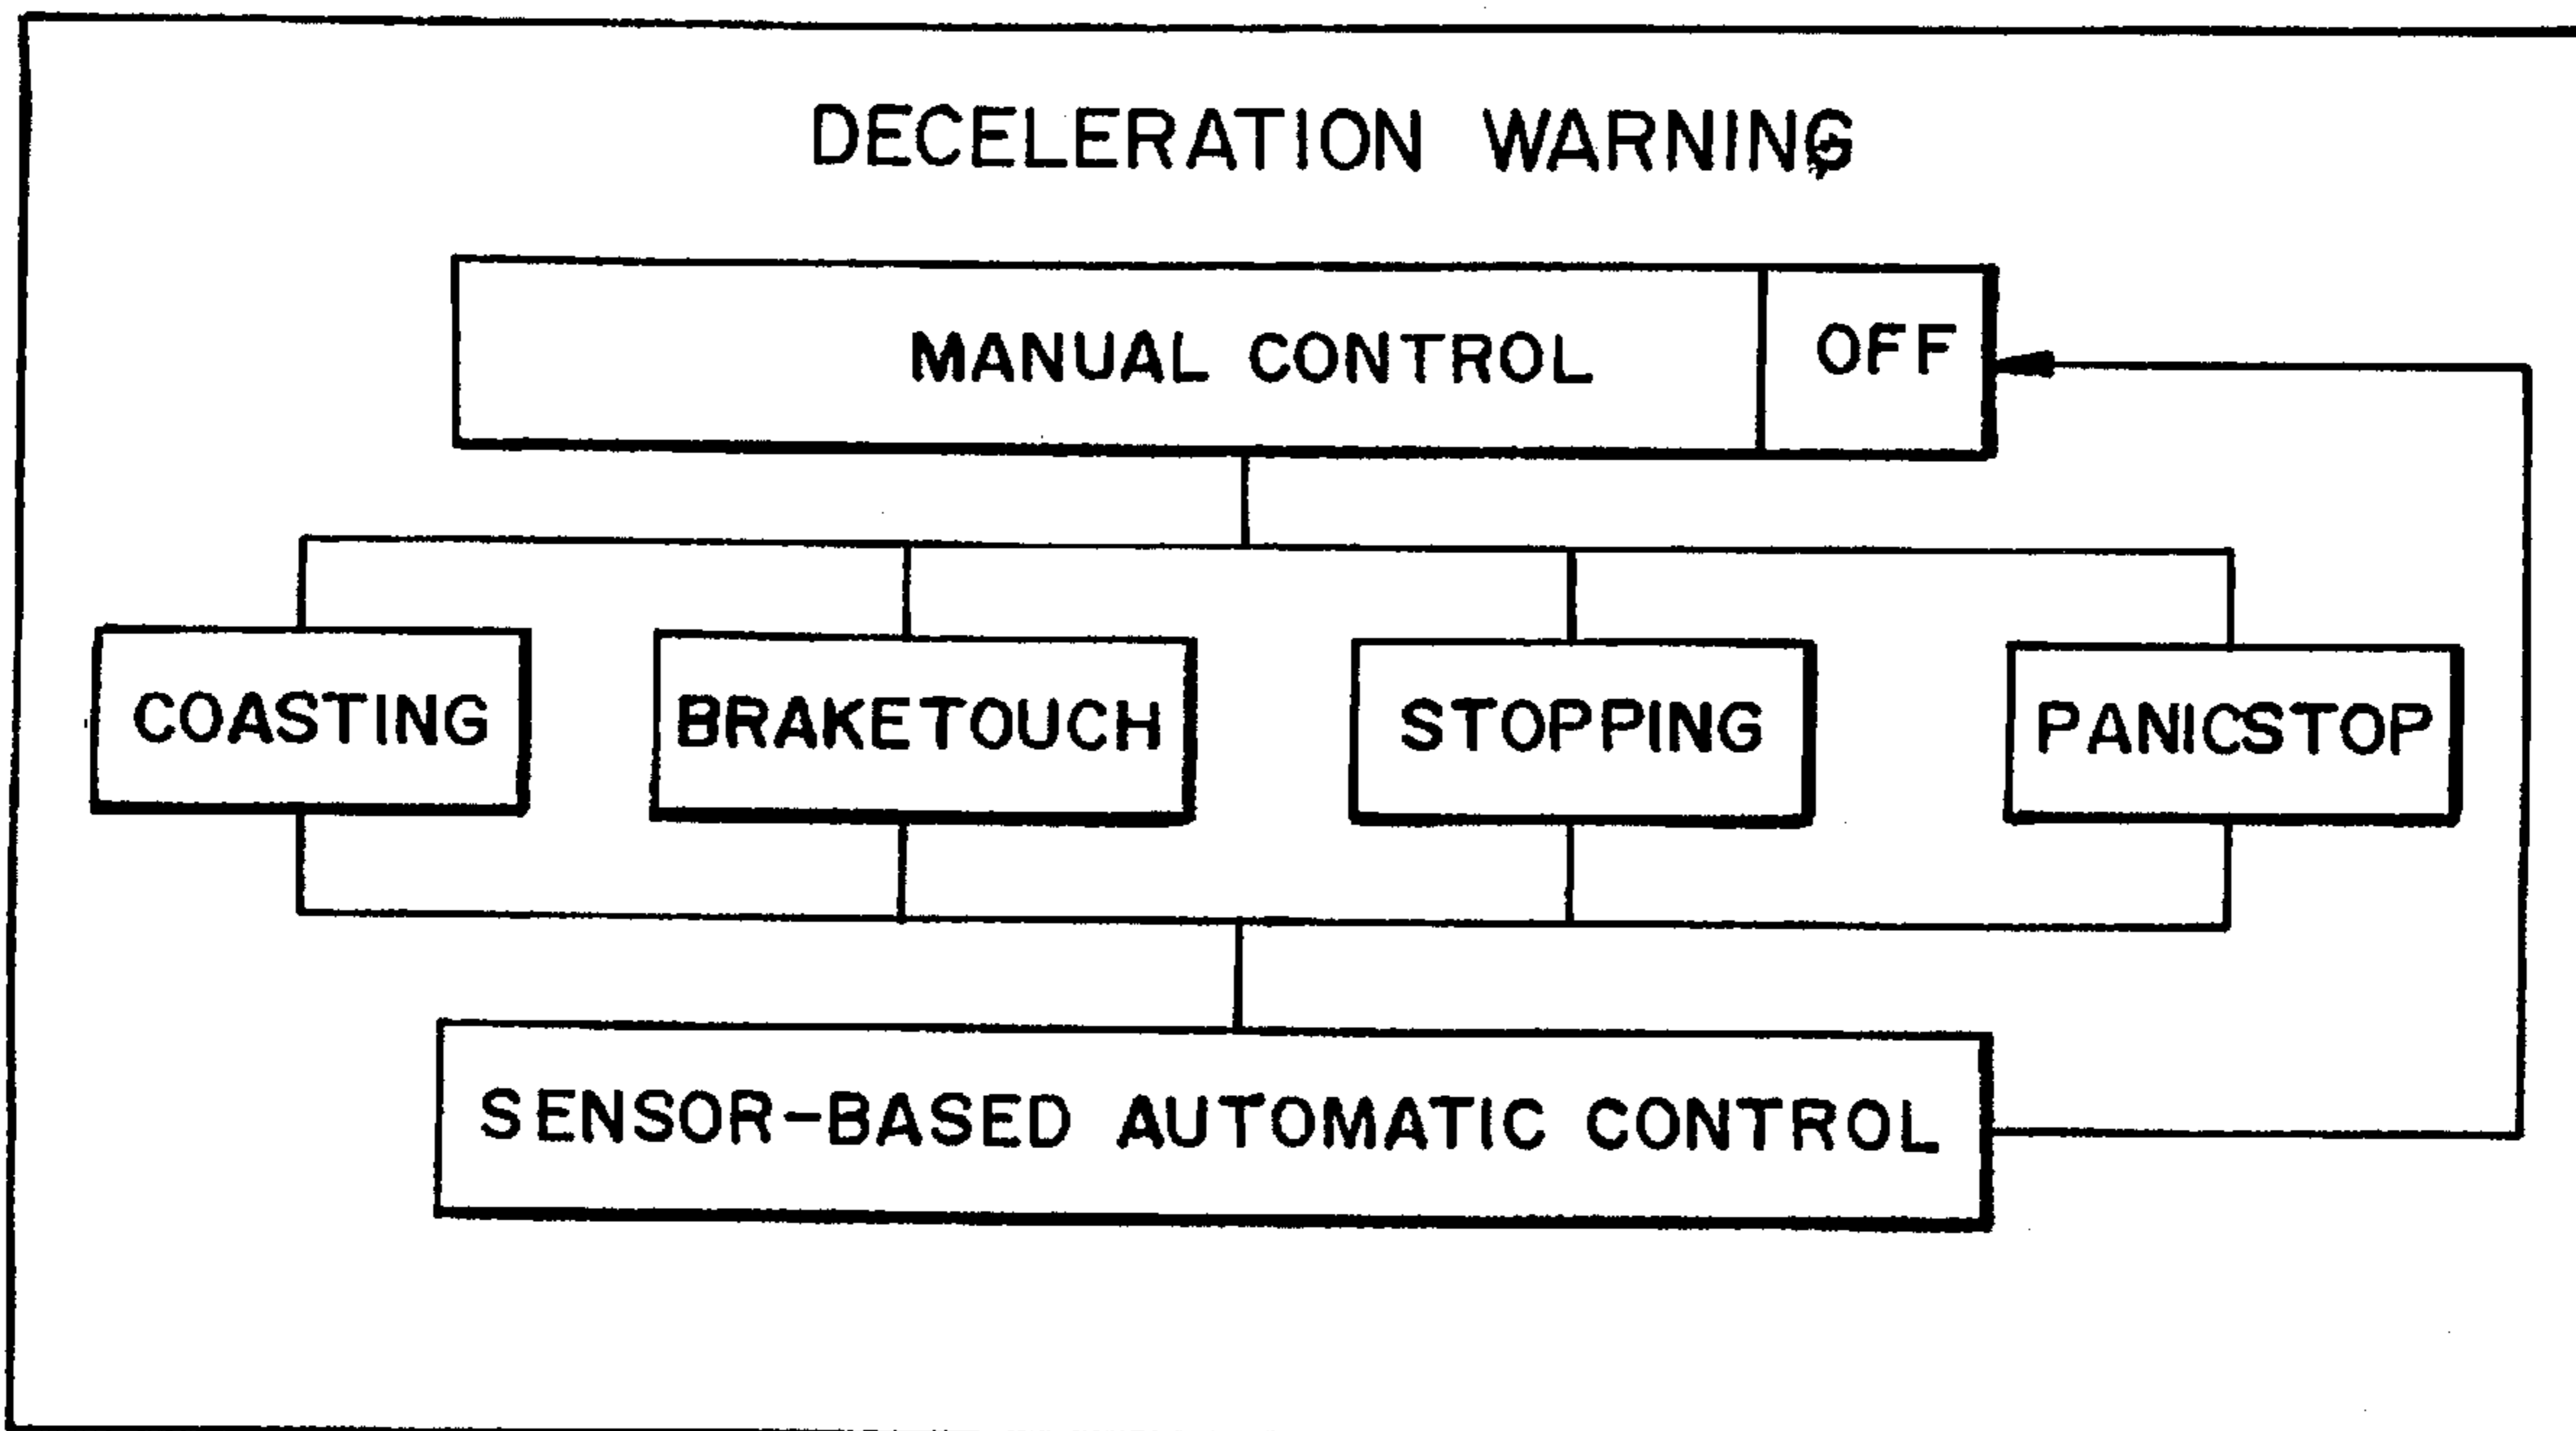 DECELERATION WARNING
MANUAL CONTROL OFF
COASTING BRAKETOUCH STOPPING PANICSTOP
SENSOR-BASED AUTOMATIC CONTROL